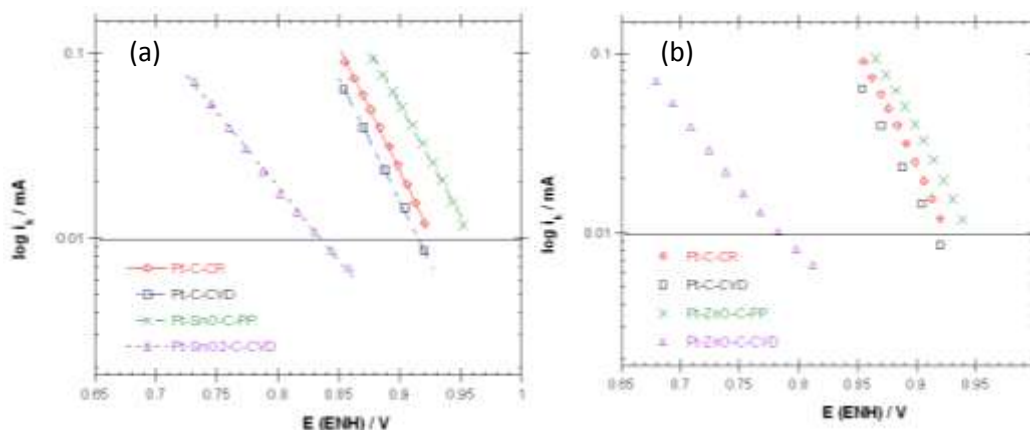 (a)
0.1
0.01
log i_k / mA
Pt-C-CR
Pt-C-CVD
Pt-SnO-C-PP
Pt-SnO2-C-CVD
0.65 0.7 0.75 0.8 0.85 0.9 0.95 1
E (ENH) / V
(b)
0.1
0.01
log i_k / mA
Pt-C-CR
Pt-C-CVD
Pt-ZnO-C-PP
Pt-ZnO-C-CVD
0.65 0.7 0.75 0.8 0.85 0.9 0.95
E (ENH) / V